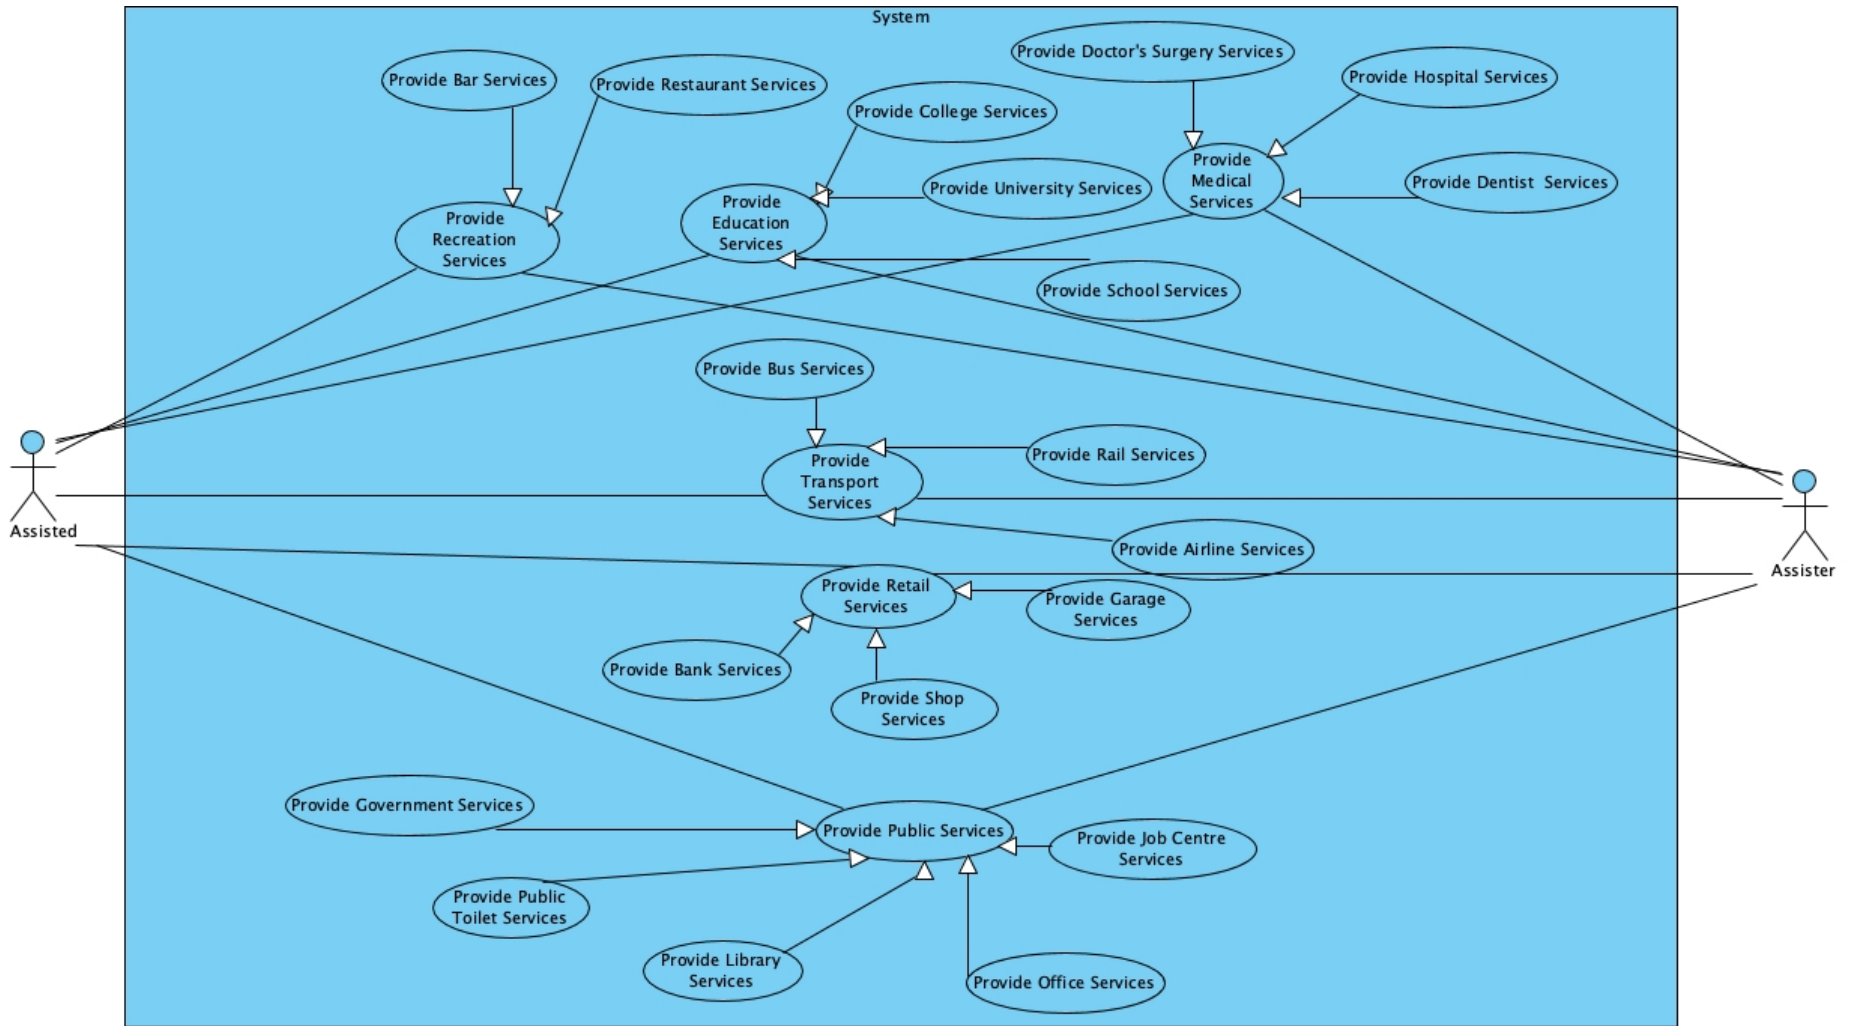 System
Provide Doctor's Surgery Services
Provide Bar Services
Provide Restaurant Services
Provide Hospital Services
Provide College Services
Provide
Medical
Services
Provide University Services
Provide Dentist  Services
Provide
Recreation
Services
Provide
Education
Services
Provide School Services
Provide Bus Services
Provide Rail Services
Provide
Transport
Services
Assisted
Provide Airline Services
Assister
Provide Retail
Services
Provide Garage
Services
Provide Bank Services
Provide Shop
Services
Provide Government Services
Provide Public Services
Provide Job Centre
Services
Provide Public
Toilet Services
Provide Library
Services
Provide Office Services